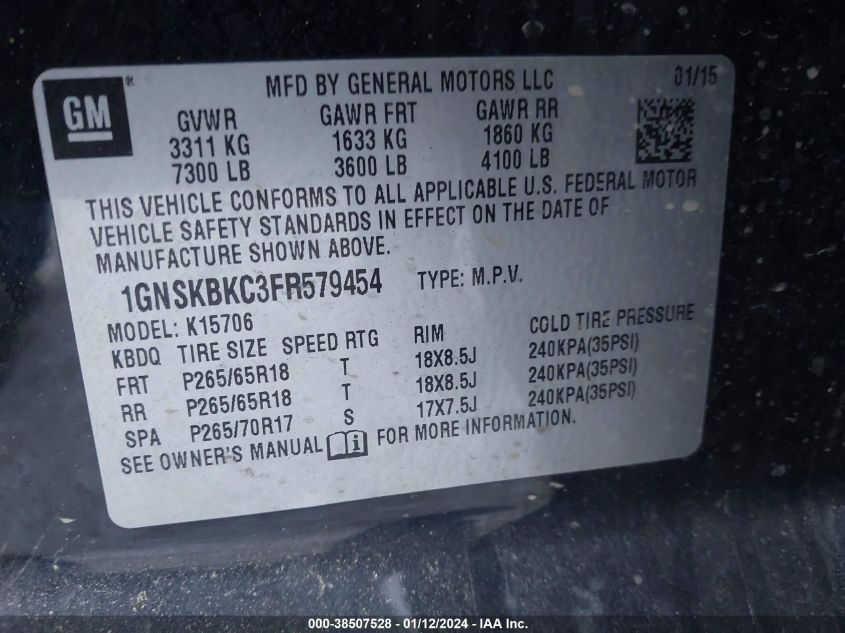 GM ®
MFD BY GENERAL MOTORS LLC 01/15
GVWR GAWR FRT GAWR RR
3311 KG 1633 KG 1860 KG
7300 LB 3600 LB 4100 LB
THIS VEHICLE CONFORMS TO ALL APPLICABLE U.S. FEDERAL MOTOR
VEHICLE SAFETY STANDARDS IN EFFECT ON THE DATE OF
MANUFACTURE SHOWN ABOVE.
1GNSKBKC3FR579454 TYPE: M.P.V.
MODEL: K15706
KBDQ TIRE SIZE SPEED RTG RIM COLD TIRE PRESSURE
FRT P265/65R18 T 18X8.5J 240KPA(35PSI)
RR P265/65R18 T 18X8.5J 240KPA(35PSI)
SPA P265/70R17 S 17X7.5J 240KPA(35PSI)
SEE OWNER'S MANUAL i FOR MORE INFORMATION.
000-38507528 - 01/12/2024 - IAA Inc.